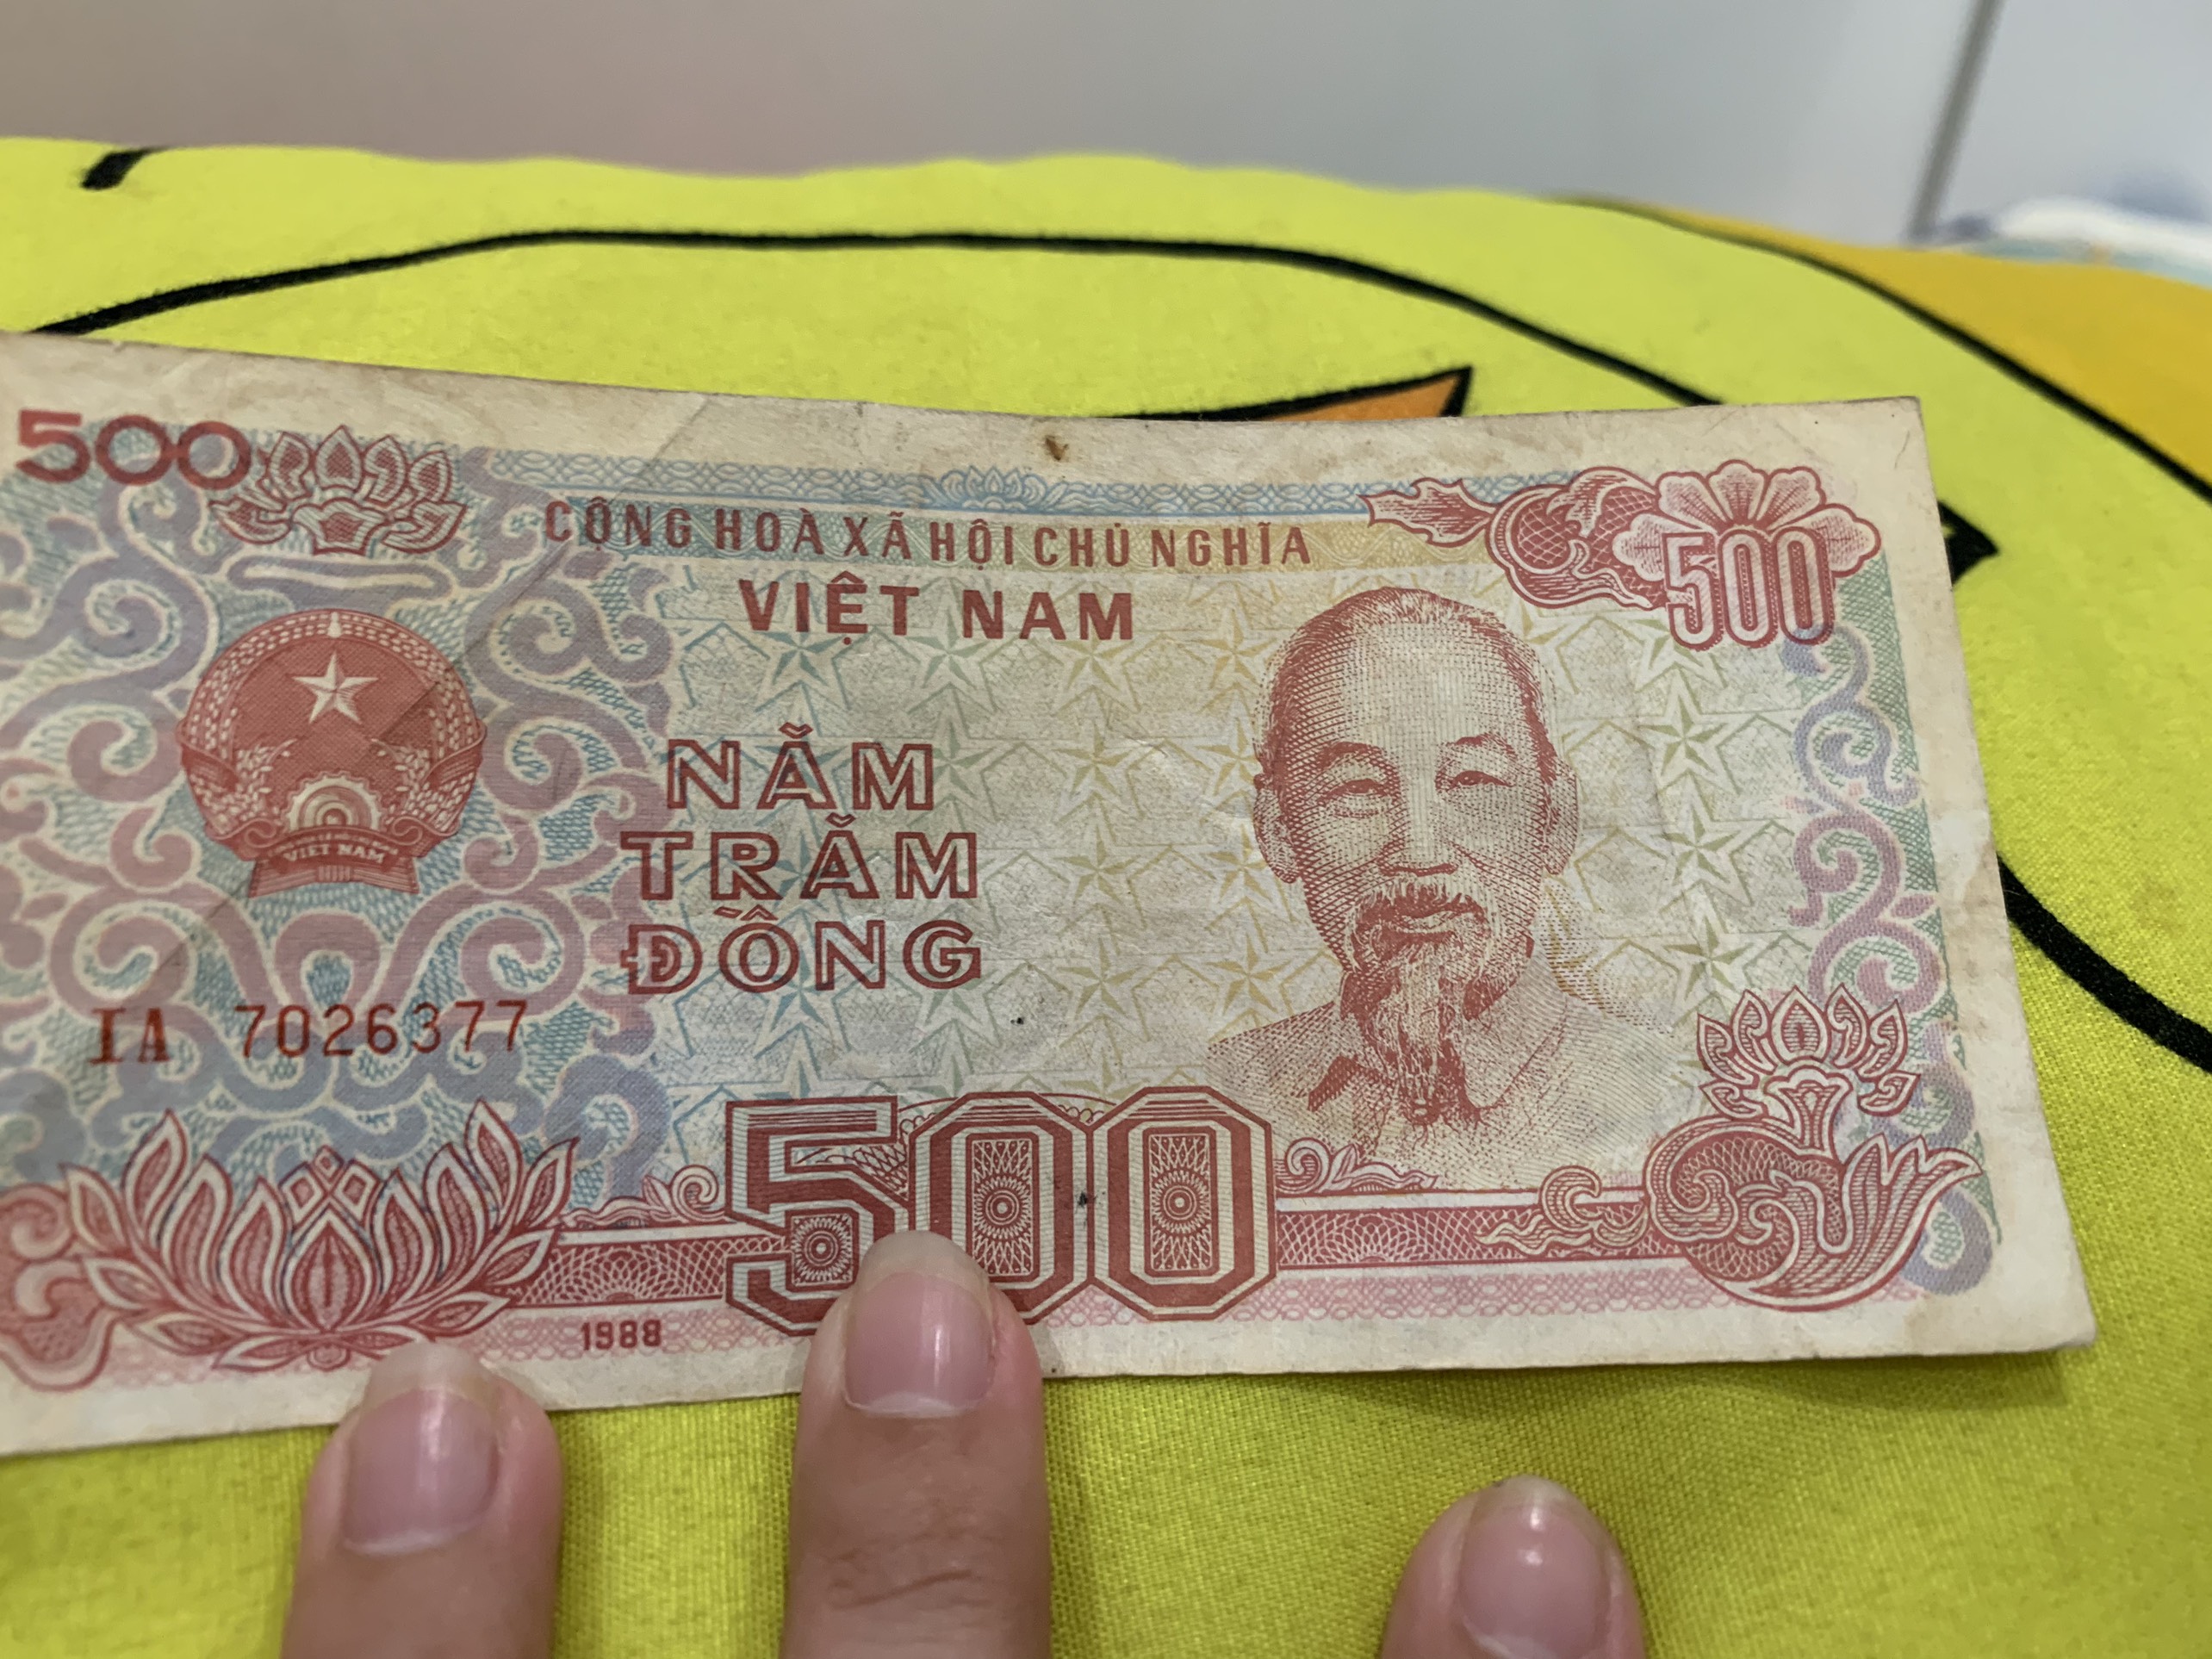 500
CỘNG HOÀ XÃ HỘI CHỦ NGHĨA
VIỆT NAM
500
NĂM
TRĂM
ĐỒNG
VIET NAM
IA 7026377
500
1988